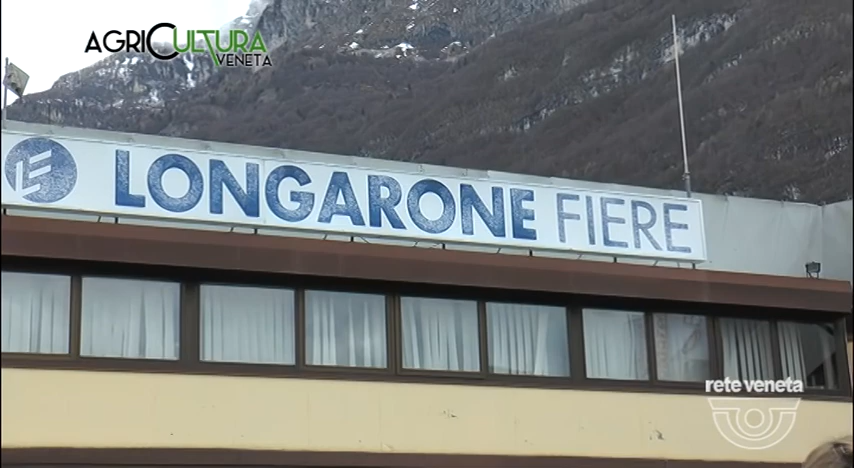 AGRICULTURA
VENETA
LONGARONE FIERE
rete veneta